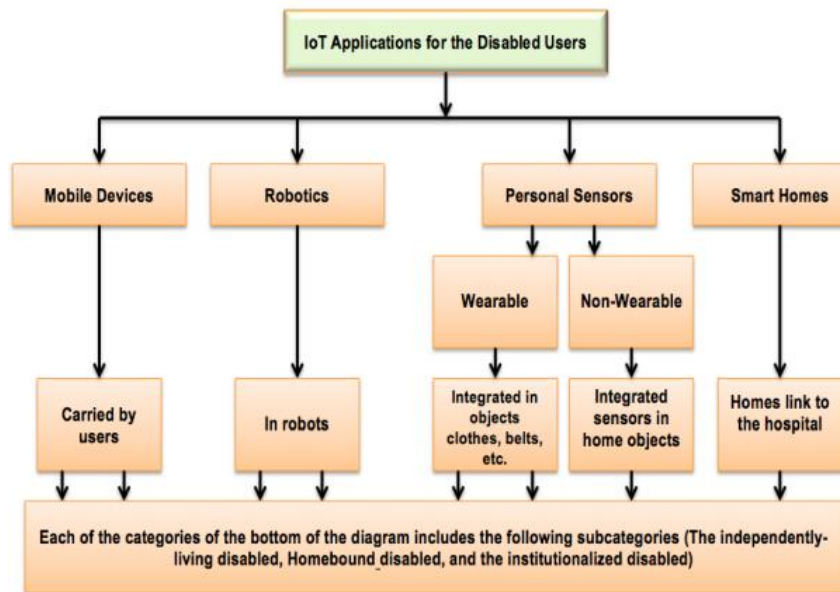 IoT Applications for the Disabled Users
Mobile Devices
Robotics
Personal Sensors
Smart Homes
Wearable
Non-Wearable
Carried by
users
In robots
Integrated in
objects
clothes, belts,
etc.
Integrated
sensors in
home objects
Homes link to
the hospital
Each of the categories of the bottom of the diagram includes the following subcategories (The independently-
living disabled, Homebound disabled, and the institutionalized disabled)